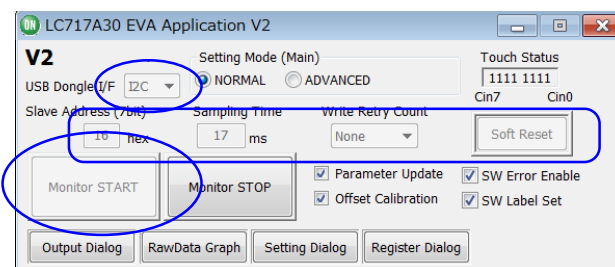 ON LC717A30 EVA Application V2
V2 Setting Mode (Main) Touch Status
USB Dongle I/F I2C NORMAL ADVANCED 1111 1111
Cin7 Cin0
Slave Address (7bit) Sampling Time Write Retry Count
16 hex 17 ms None Soft Reset
Monitor START Monitor STOP Parameter Update SW Error Enable
Offset Calibration SW Label Set
Output Dialog RawData Graph Setting Dialog Register Dialog